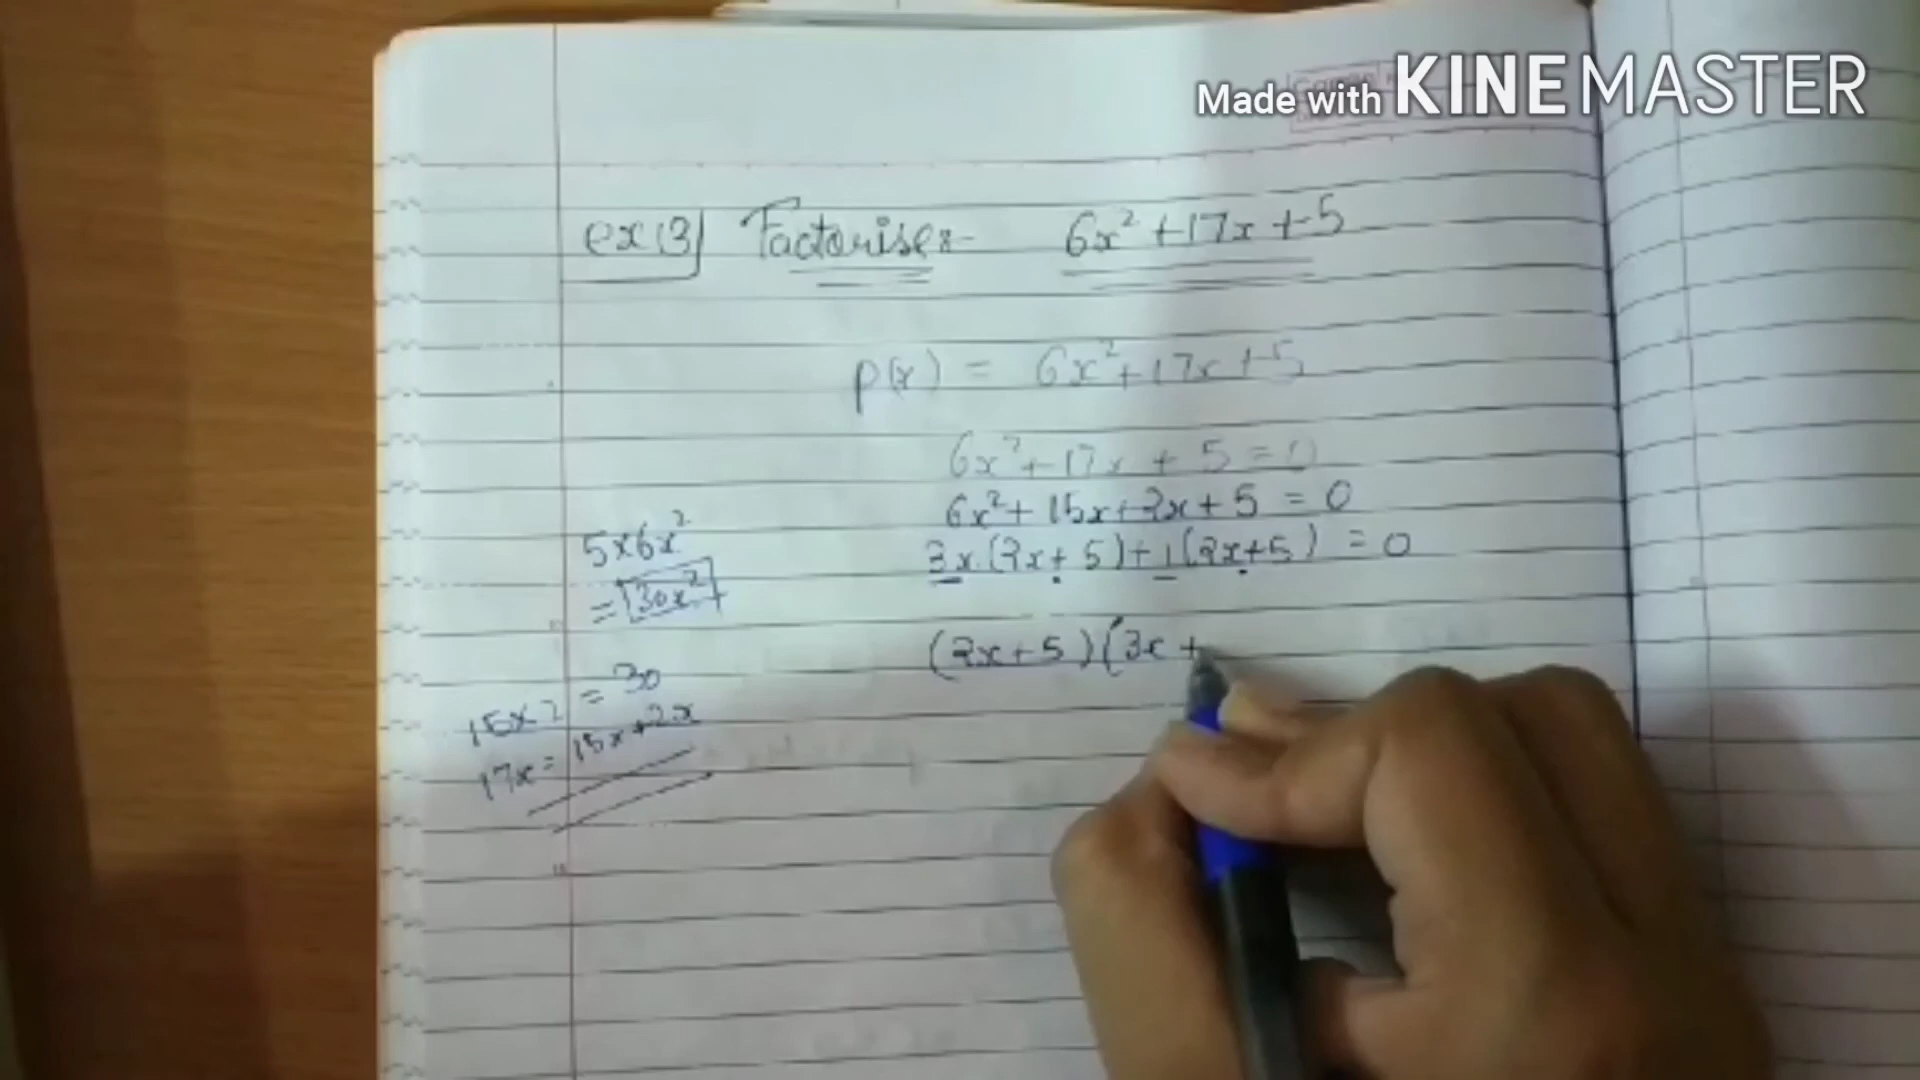 Made with KINEMASTER
ex 13) Factorise:- 6x² + 17x + 5
p(x) = 6x² + 17x + 5
6x² + 17x + 5 = 0
6x² + 15x + 2x + 5 = 0
3x.(2x + 5) + 1(2x + 5) = 0
(2x + 5)(3x +
5 x 6x²
= 30x²
15 x 2 = 30
17x = 15x + 2x